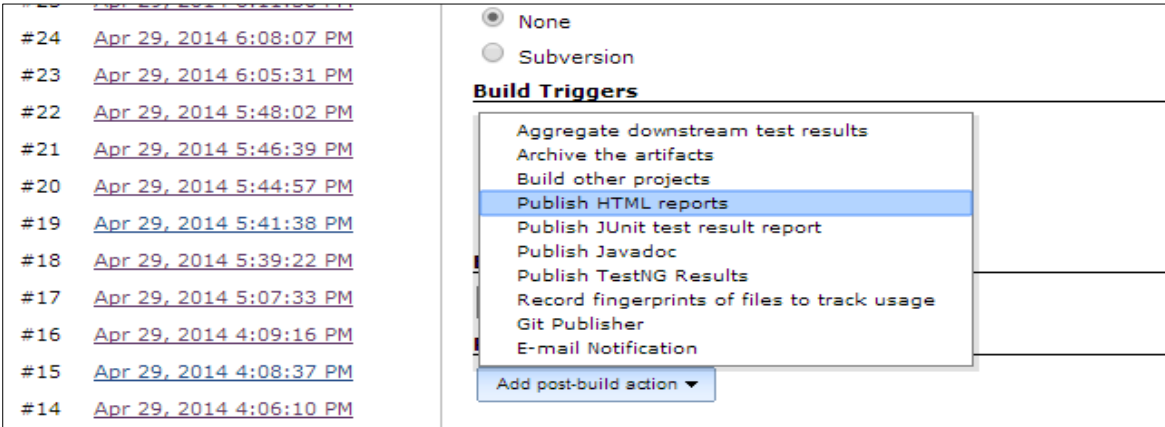 #24 Apr 29, 2014 6:08:07 PM
#23 Apr 29, 2014 6:05:31 PM
#22 Apr 29, 2014 5:48:02 PM
#21 Apr 29, 2014 5:46:39 PM
#20 Apr 29, 2014 5:44:57 PM
#19 Apr 29, 2014 5:41:38 PM
#18 Apr 29, 2014 5:39:22 PM
#17 Apr 29, 2014 5:07:33 PM
#16 Apr 29, 2014 4:09:16 PM
#15 Apr 29, 2014 4:08:37 PM
#14 Apr 29, 2014 4:06:10 PM
None
Subversion
Build Triggers
Aggregate downstream test results
Archive the artifacts
Build other projects
Publish HTML reports
Publish JUnit test result report
Publish Javadoc
Publish TestNG Results
Record fingerprints of files to track usage
Git Publisher
E-mail Notification
Add post-build action